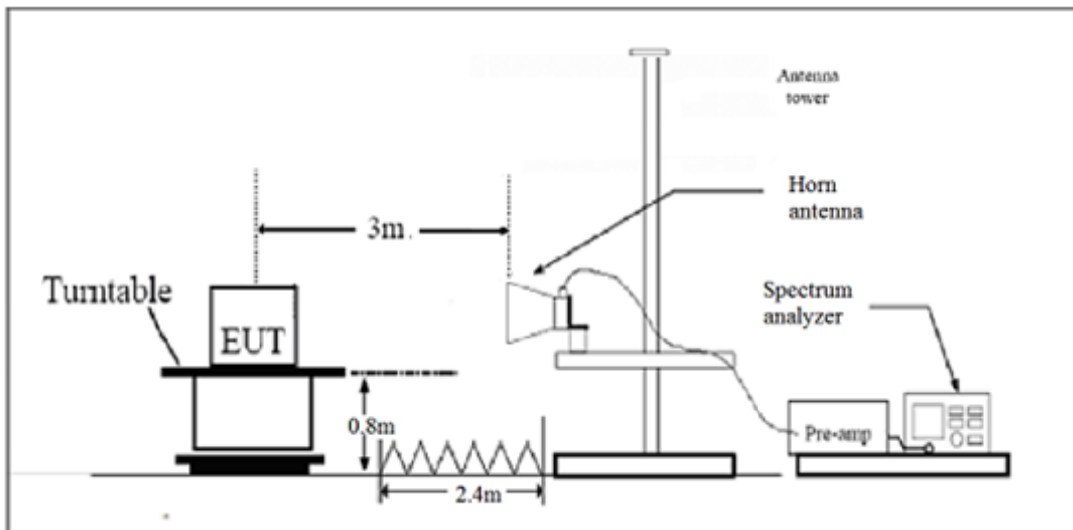 Antenna
tower
Horn
antenna
3m.
Turntable
EUT
Spectrum
analyzer
0.8m
Pre-amp
2.4m